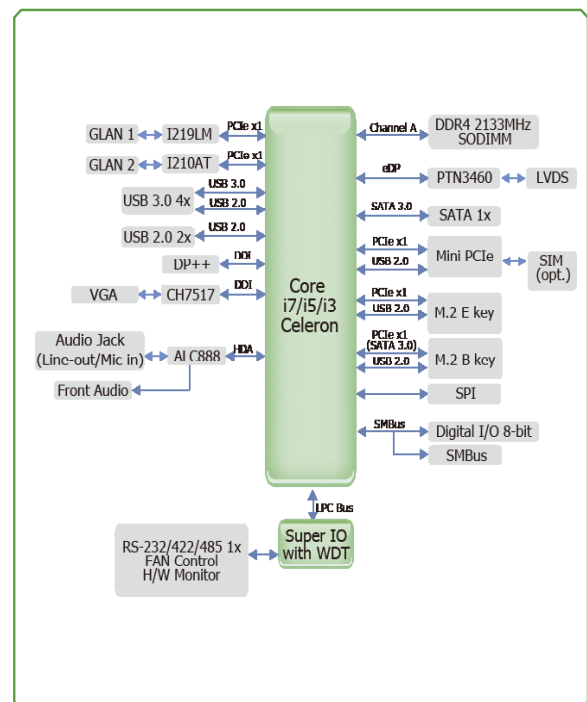 GLAN 1
I219LM
PCIe x1
GLAN 2
I210AT
PCIe x1
USB 3.0 4x
USB 3.0
USB 2.0
USB 2.0 2x
USB 2.0
DP++
DDI
VGA
CH7517
DDI
Audio Jack
(Line-out/Mic in)
ALC888
HDA
Front Audio
Core
i7/i5/i3
Celeron
Channel A
DDR4 2133MHz
SODIMM
eDP
PTN3460
LVDS
SATA 3.0
SATA 1x
PCIe x1
USB 2.0
Mini PCIe
SIM
(opt.)
PCIe x1
USB 2.0
M.2 E key
PCIe x1
(SATA 3.0)
USB 2.0
M.2 B key
SPI
SMBus
Digital I/O 8-bit
SMBus
LPC Bus
Super IO
with WDT
RS-232/422/485 1x
FAN Control
H/W Monitor